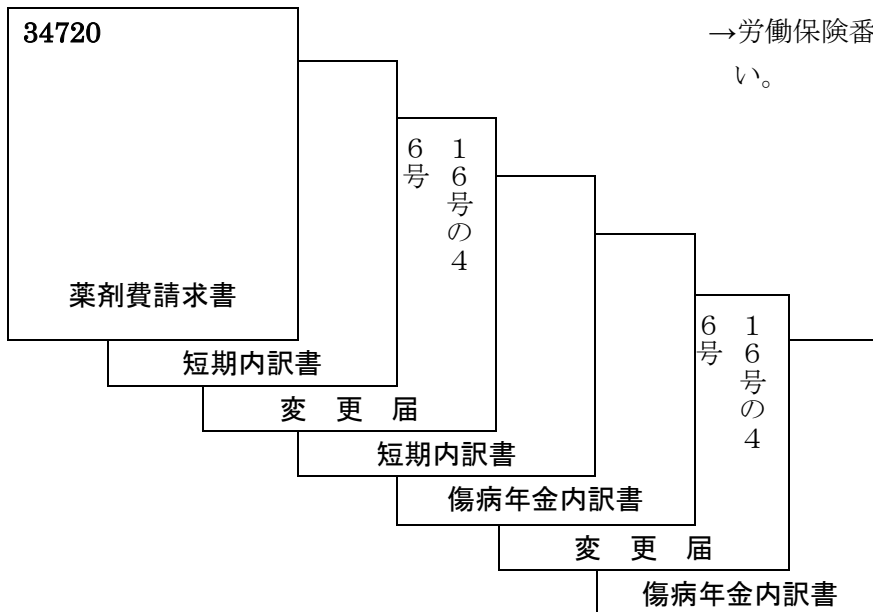 34720
→労働保険番
い。
１６号の４
６号
薬剤費請求書
１６号の４
６号
短期内訳書
変　更　届
短期内訳書
傷病年金内訳書
変　更　届
傷病年金内訳書